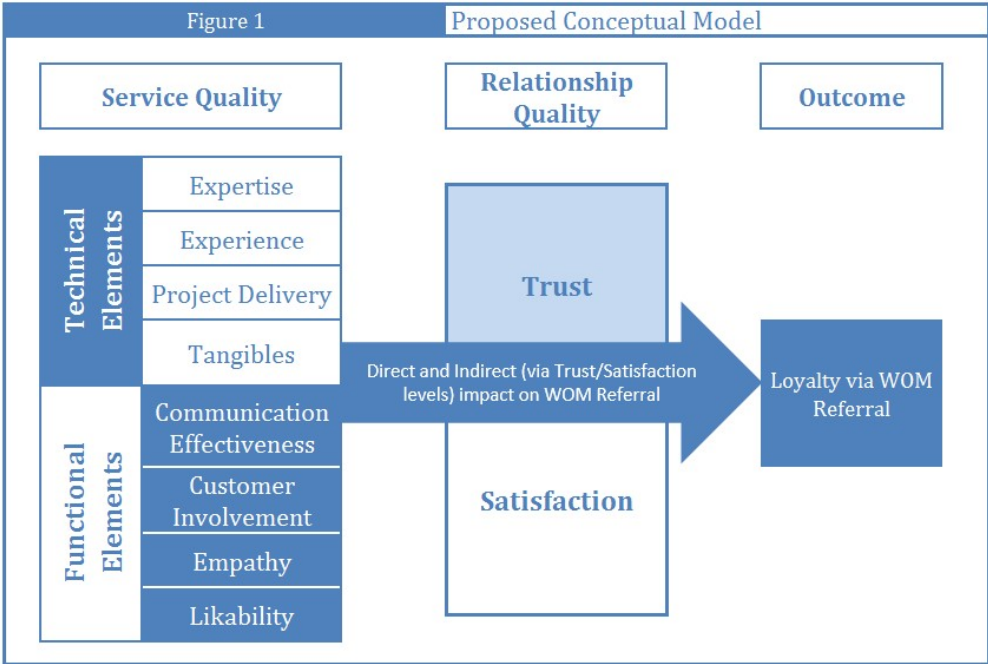 Figure 1
Proposed Conceptual Model
Service Quality
Relationship
Quality
Outcome
Technical
Elements
Expertise
Experience
Project Delivery
Tangibles
Functional
Elements
Communication
Effectiveness
Customer
Involvement
Empathy
Likability
Trust
Direct and Indirect (via Trust/Satisfaction
levels) impact on WOM Referral
Satisfaction
Loyalty via WOM
Referral